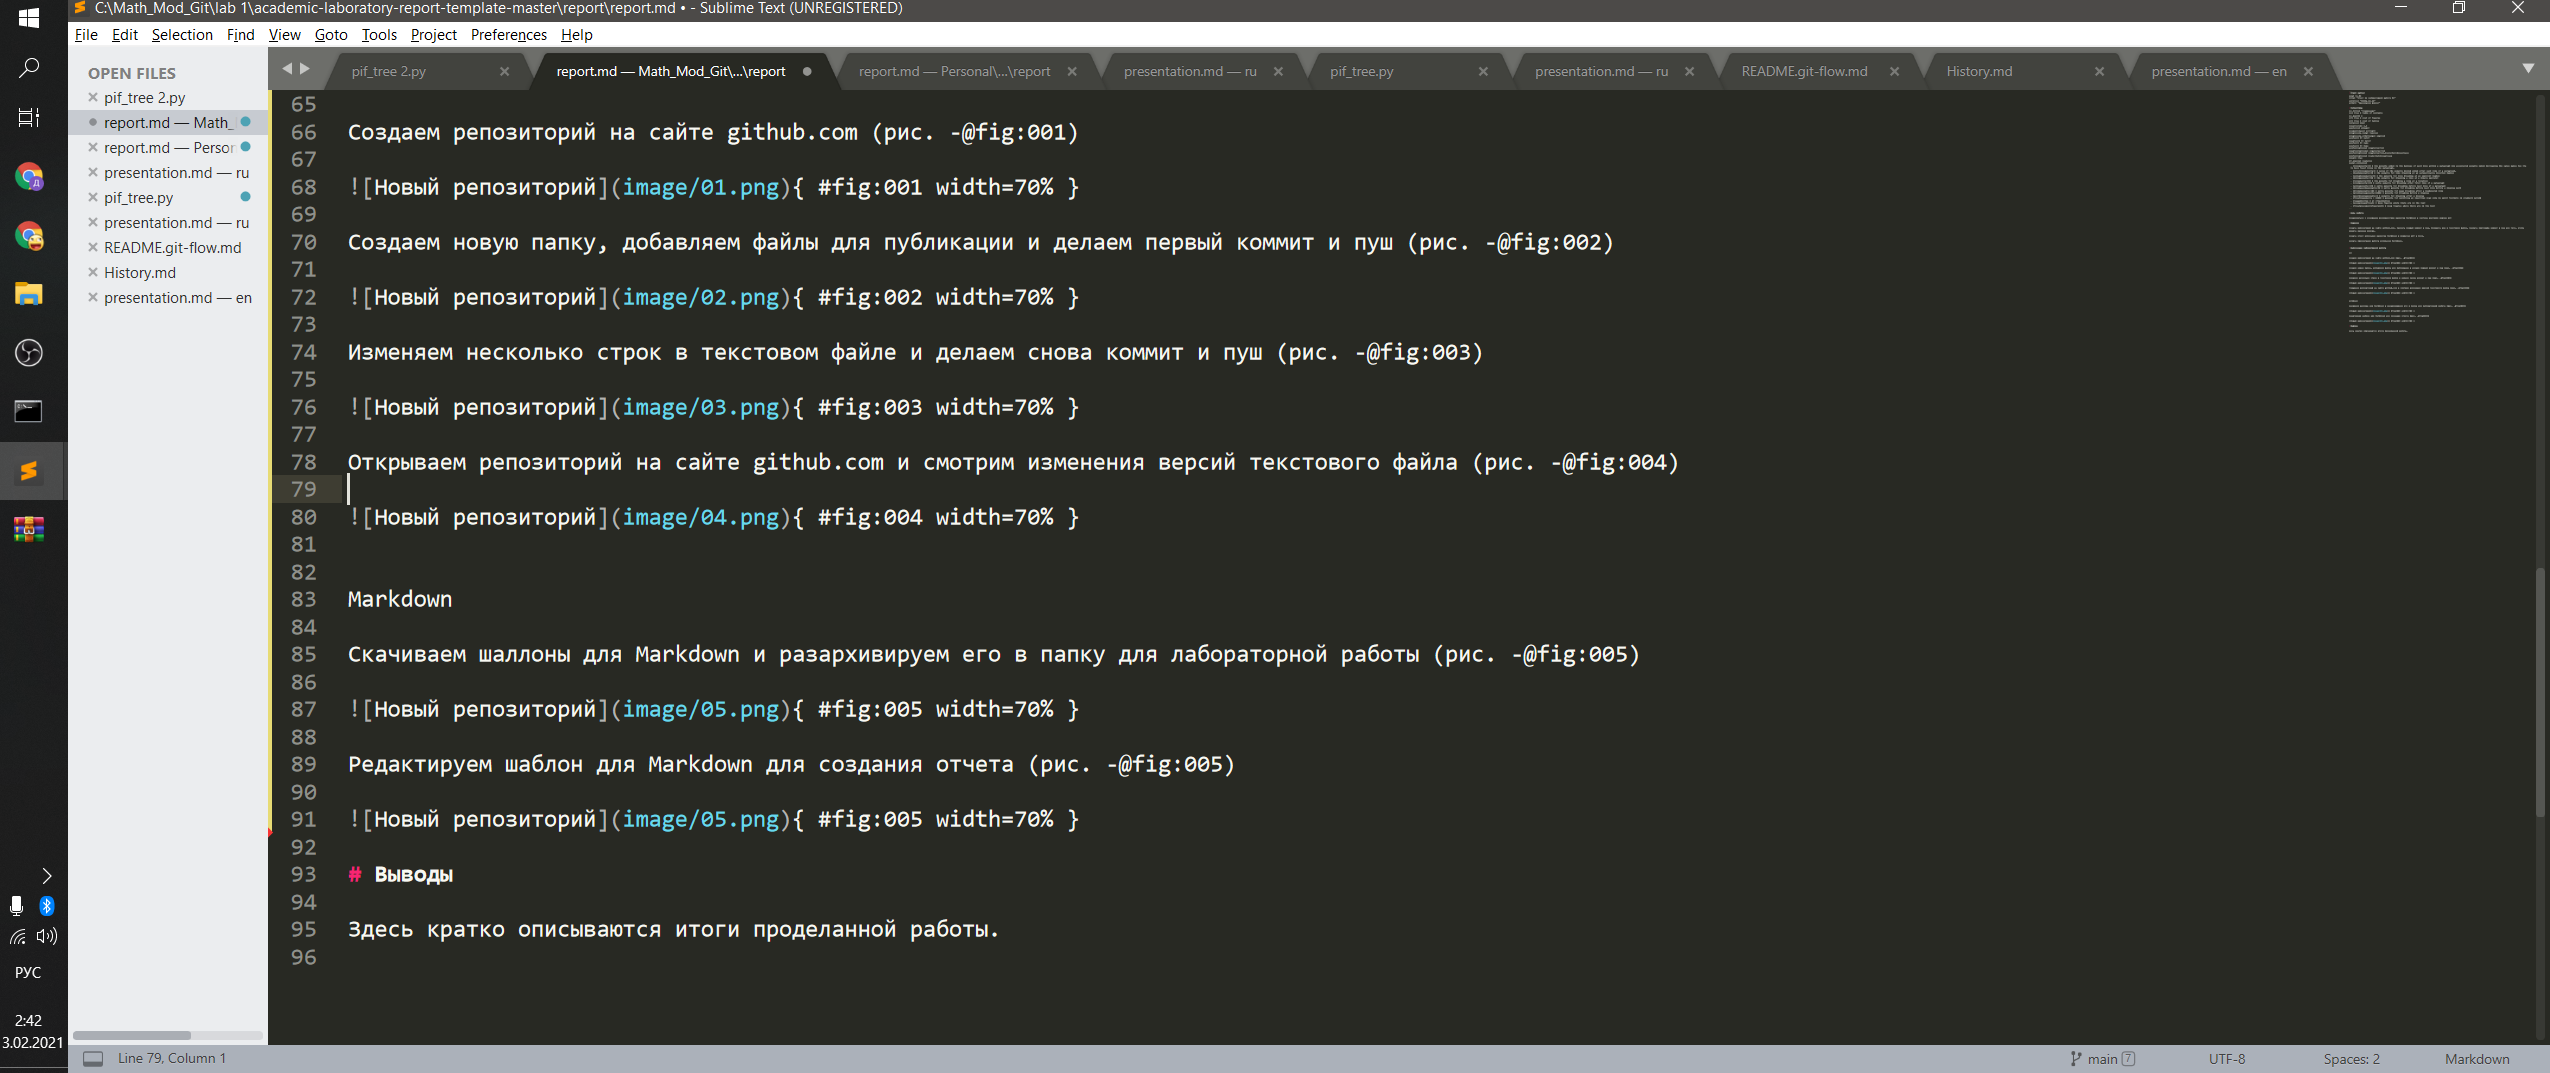 C:\Math_Mod_Git\lab 1\academic-laboratory-report-template-master\report\report.md • - Sublime Text (UNREGISTERED)
File Edit Selection Find View Goto Tools Project Preferences Help
OPEN FILES
pif_tree 2.py
report.md — Math_
report.md — Person
presentation.md — ru
pif_tree.py
presentation.md — ru
README.git-flow.md
History.md
presentation.md — en
pif_tree 2.py
report.md — Math_Mod_Git\...\report
report.md — Personal\...\report
presentation.md — ru
pif_tree.py
presentation.md — ru
README.git-flow.md
History.md
presentation.md — en
65
66 Создаем репозиторий на сайте github.com (рис. -@fig:001)
67
68 ![Новый репозиторий](image/01.png){ #fig:001 width=70% }
69
70 Создаем новую папку, добавляем файлы для публикации и делаем первый коммит и пуш (рис. -@fig:002)
71
72 ![Новый репозиторий](image/02.png){ #fig:002 width=70% }
73
74 Изменяем несколько строк в текстовом файле и делаем снова коммит и пуш (рис. -@fig:003)
75
76 ![Новый репозиторий](image/03.png){ #fig:003 width=70% }
77
78 Открываем репозиторий на сайте github.com и смотрим изменения версий текстового файла (рис. -@fig:004)
79
80 ![Новый репозиторий](image/04.png){ #fig:004 width=70% }
81
82
83 Markdown
84
85 Скачиваем шаллоны для Markdown и разархивируем его в папку для лабораторной работы (рис. -@fig:005)
86
87 ![Новый репозиторий](image/05.png){ #fig:005 width=70% }
88
89 Редактируем шаблон для Markdown для создания отчета (рис. -@fig:005)
90
91 ![Новый репозиторий](image/05.png){ #fig:005 width=70% }
92
93 # Выводы
94
95 Здесь кратко описываются итоги проделанной работы.
96
РУС
2:42
3.02.2021
Line 79, Column 1
main 7
UTF-8
Spaces: 2
Markdown